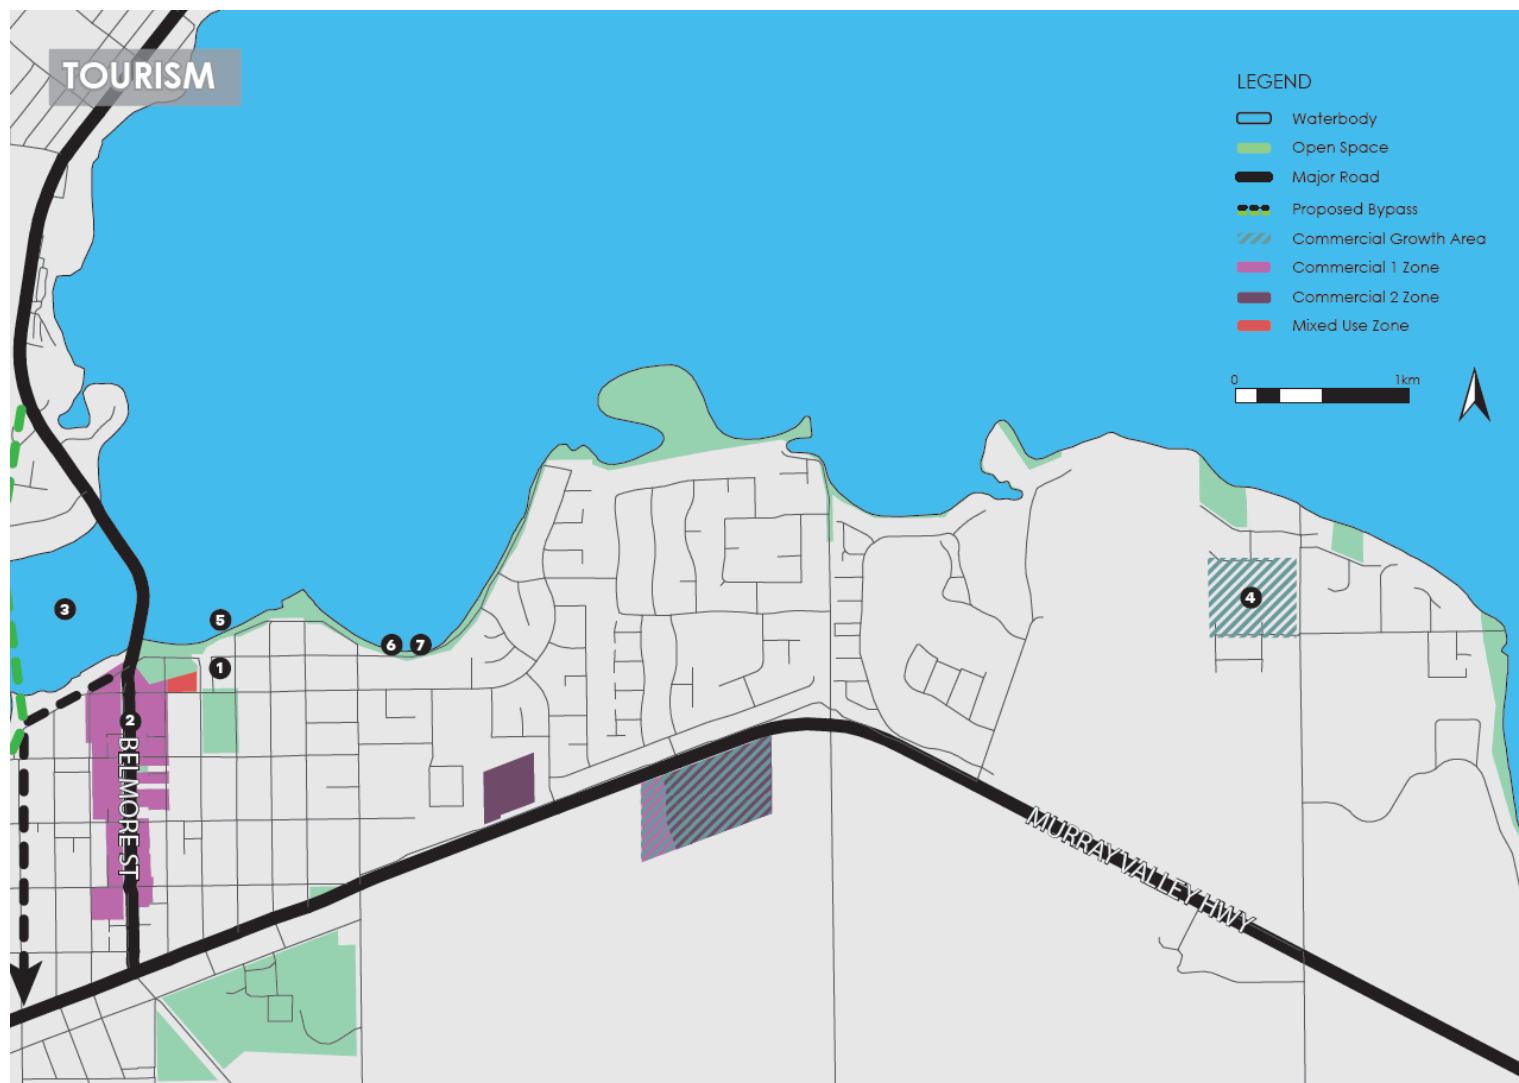 TOURISM
LEGEND
Waterbody
Open Space
Major Road
Proposed Bypass
Commercial Growth Area
Commercial 1 Zone
Commercial 2 Zone
Mixed Use Zone
0 1km
3
5
4
6 7
1
2
BELMORE ST
MURRAY VALLEY HWY